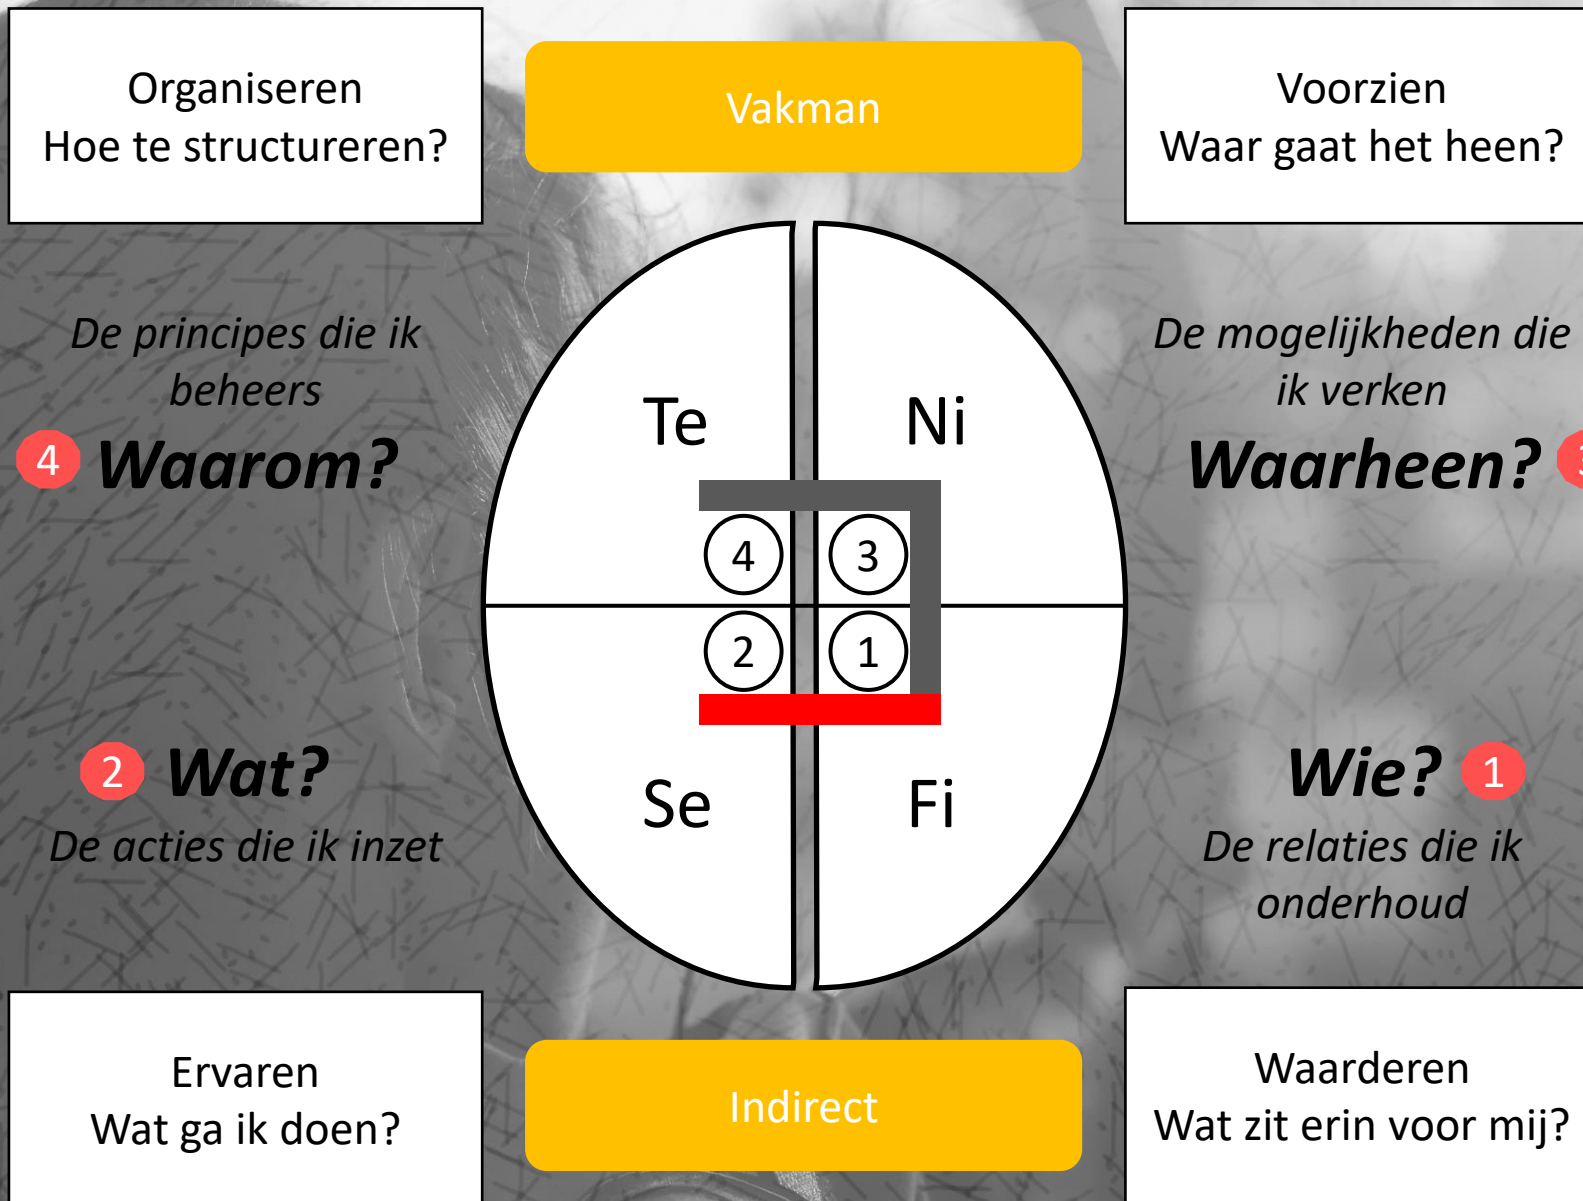 Organiseren
Hoe te structureren?
Vakman
Voorzien
Waar gaat het heen?
De principes die ik
beheers
4 Waarom?
De mogelijkheden die
ik verken
Waarheen? 3
Te
Ni
4
3
2
1
Se
Fi
2 Wat?
De acties die ik inzet
Wie? 1
De relaties die ik
onderhoud
Ervaren
Wat ga ik doen?
Indirect
Waarderen
Wat zit erin voor mij?